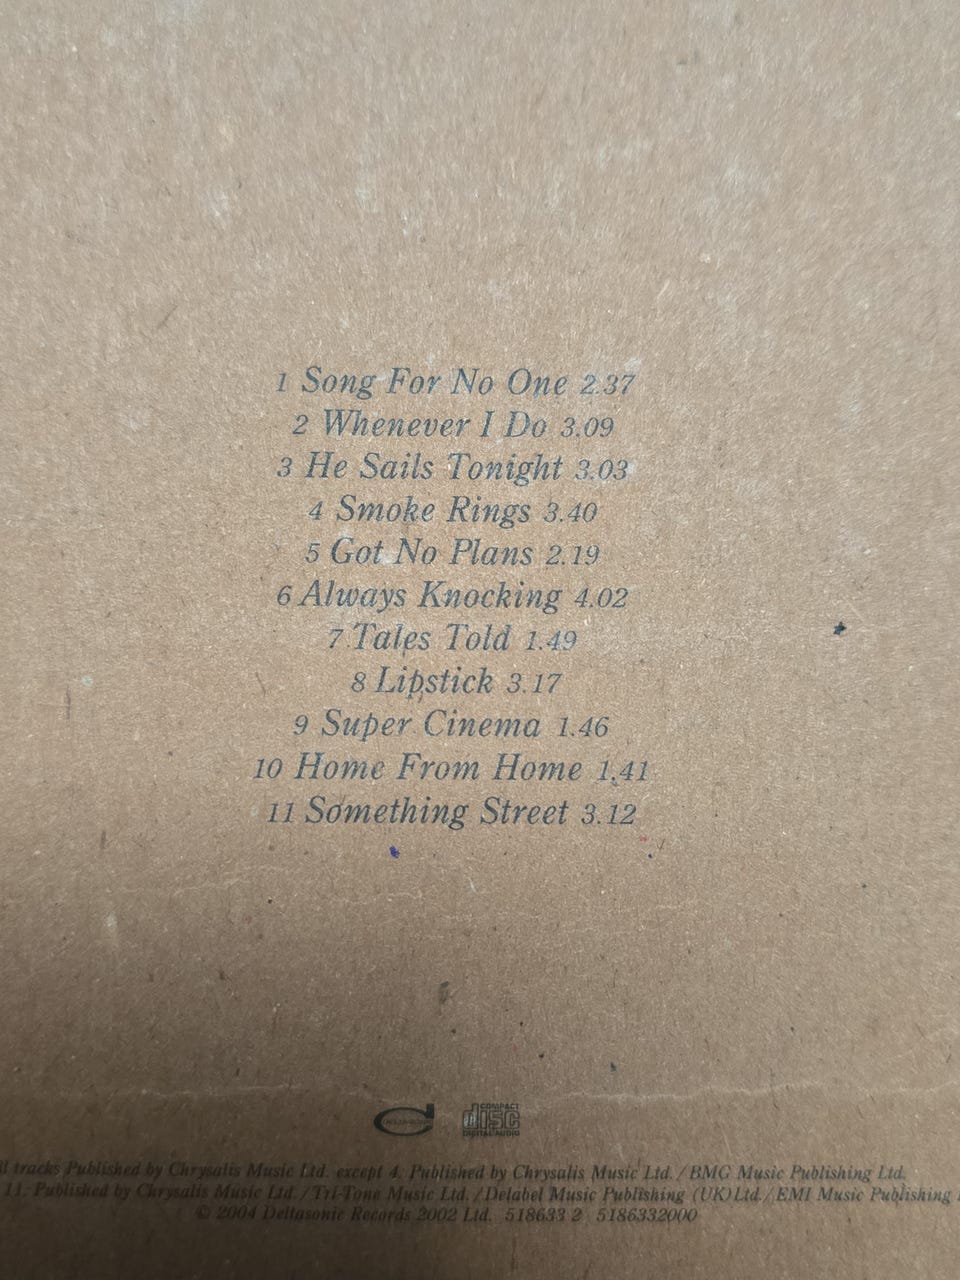 1 Song For No One 2.37
2 Whenever I Do 3.09
3 He Sails Tonight 3.03
4 Smoke Rings 3.40
5 Got No Plans 2.19
6 Always Knocking 4.02
7 Tales Told 1.49
8 Lipstick 3.17
9 Super Cinema 1.46
10 Home From Home 1.41
11 Something Street 3.12
COMPACT
disc
DIGITAL AUDIO
tracks Published by Chrysalis Music Ltd. except 4. Published by Chrysalis Music Ltd. / BMG Music Publishing Ltd.
11. Published by Chrysalis Music Ltd. / Tri-Tone Music Ltd. / Delabel Music Publishing (UK) Ltd. / EMI Music Publishing
© 2004 Deltasonic Records 2002 Ltd. 518633 2 5186332000